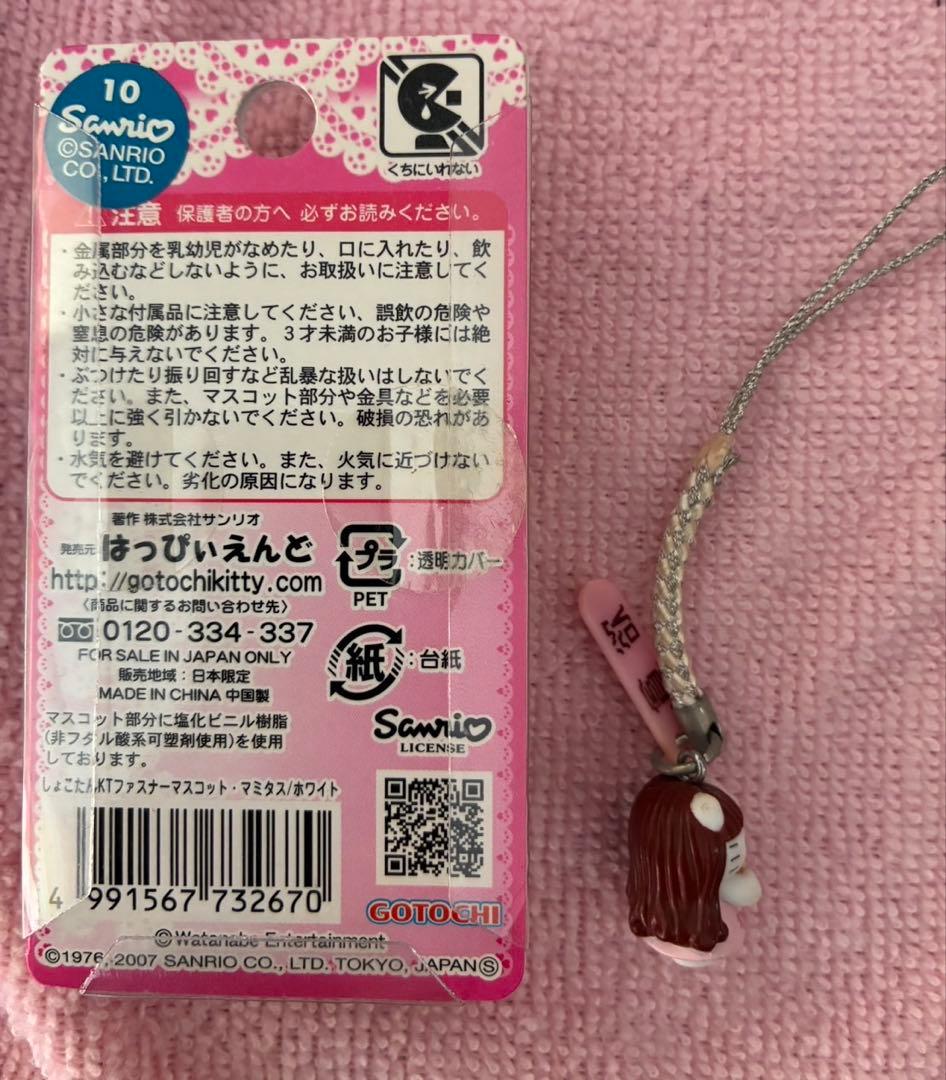 10
Sanrio
©SANRIO
CO., LTD.
くちにいれない
注意 保護者の方へ 必ずお読みください。
・金属部分を乳幼児がなめたり、口に入れたり、飲
み込むなどしないように、お取扱いに注意してく
ださい。
・小さな付属品に注意してください、誤飲の危険や
窒息の危険があります。３才未満のお子様には絶
対に与えないでください。
・ぶつけたり振り回すなど乱暴な扱いはしないでく
ださい。また、マスコット部分や金具などを必要
以上に強く引かないでください。破損の恐れがあ
ります。
・水気を避けてください。また、火気に近づけない
でください。劣化の原因になります。
著作 株式会社サンリオ
発売元 はっぴぃえんど
http://gotochikitty.com
〈商品に関するお問い合わせ先〉
0120-334-337
FOR SALE IN JAPAN ONLY
販売地域：日本限定
MADE IN CHINA 中国製
プラ：透明カバー
PET
紙：台紙
マスコット部分に塩化ビニル樹脂
(非フタル酸系可塑剤使用)を使用
しております。
Sanrio
LICENSE
しょこたんKTファスナーマスコット・マミタス/ホワイト
4 991567 732670
GOTOCHI
©Watanabe Entertainment
©1976, 2007 SANRIO CO., LTD. TOKYO, JAPAN Ⓢ